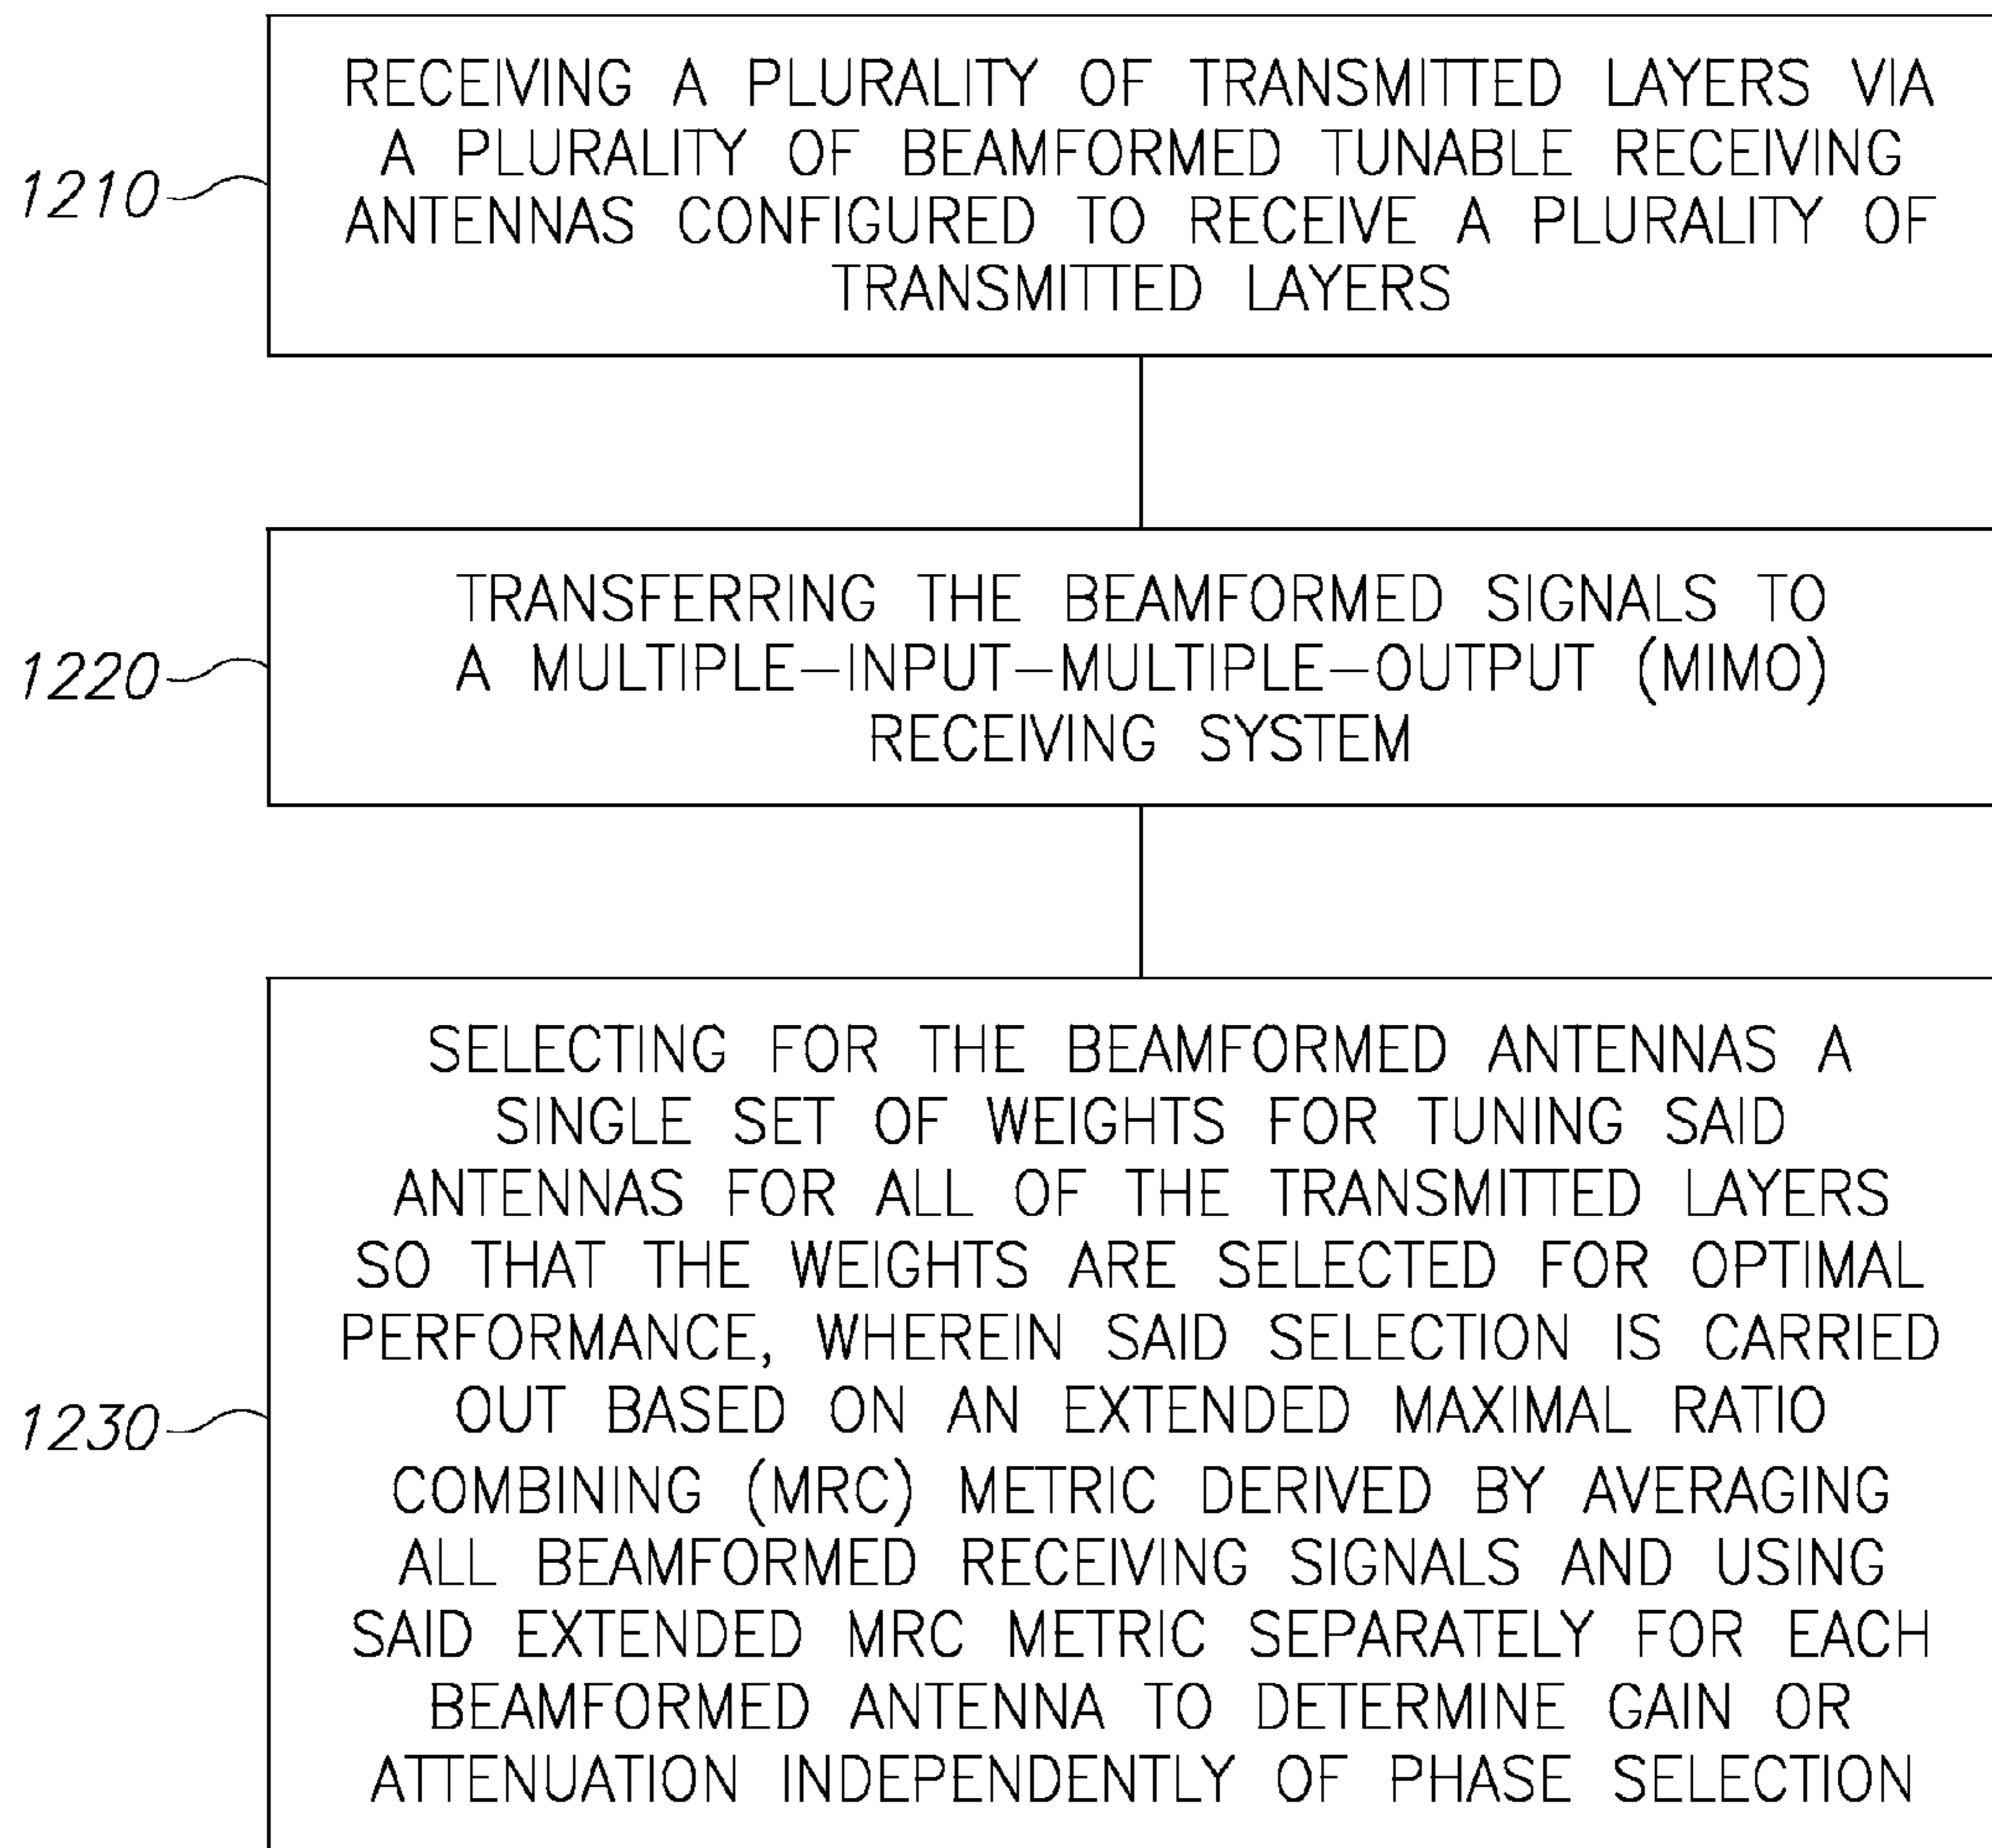 RECEIVING A PLURALITY OF TRANSMITTED LAYERS VIA
A PLURALITY OF BEAMFORMED TUNABLE RECEIVING
1210
ANTENNAS CONFIGURED TO RECEIVE A PLURALITY OF
TRANSMITTED LAYERS
TRANSFERRING THE BEAMFORMED SIGNALS TO
1220
A MULTIPLE-INPUT-MULTIPLE-OUTPUT (MIMO)
RECEIVING SYSTEM
SELECTING FOR THE BEAMFORMED ANTENNAS A
SINGLE SET OF WEIGHTS FOR TUNING SAID
ANTENNAS FOR ALL OF THE TRANSMITTED LAYERS
SO THAT THE WEIGHTS ARE SELECTED FOR OPTIMAL
PERFORMANCE, WHEREIN SAID SELECTION IS CARRIED
1230
OUT BASED ON AN EXTENDED MAXIMAL RATIO
COMBINING (MRC) METRIC DERIVED BY AVERAGING
ALL BEAMFORMED RECEIVING SIGNALS AND USING
SAID EXTENDED MRC METRIC SEPARATELY FOR EACH
BEAMFORMED ANTENNA TO DETERMINE GAIN OR
ATTENUATION INDEPENDENTLY OF PHASE SELECTION